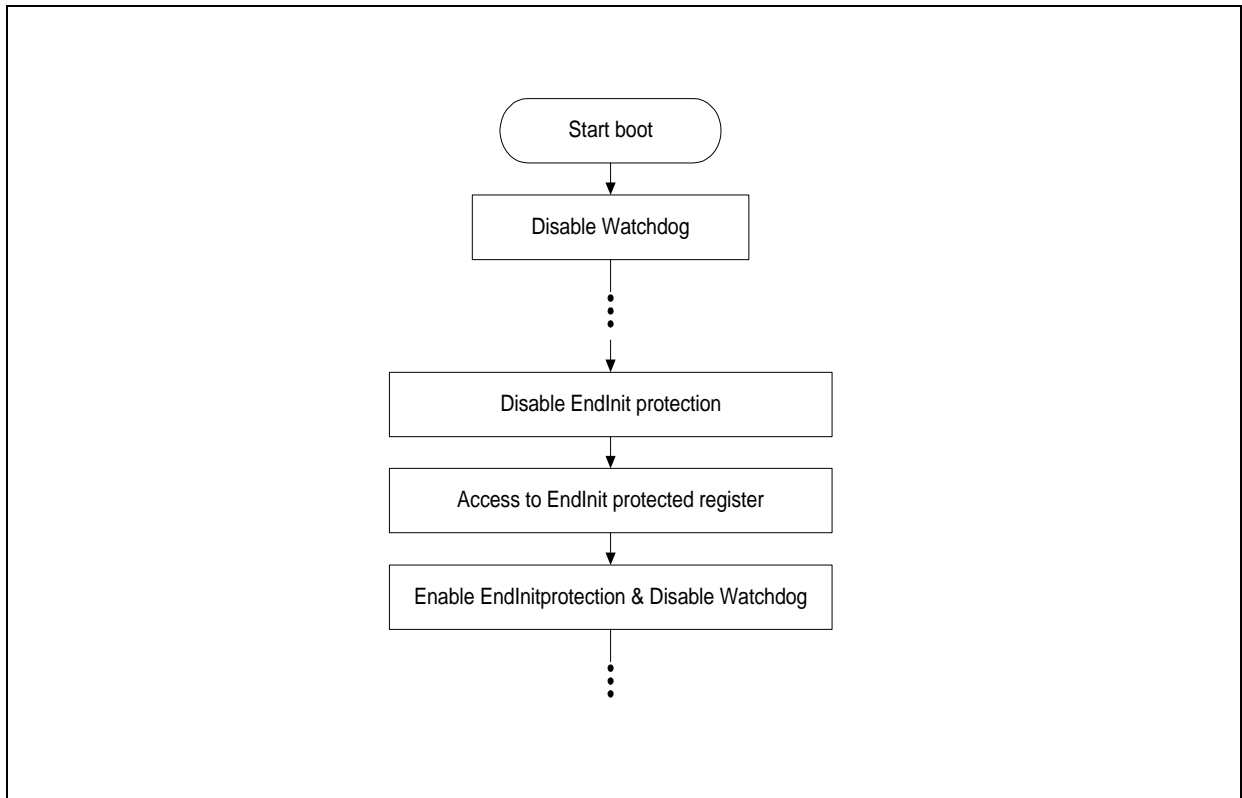 Start boot
Disable Watchdog
Disable EndInit protection
Access to EndInit protected register
Enable EndInitprotection & Disable Watchdog